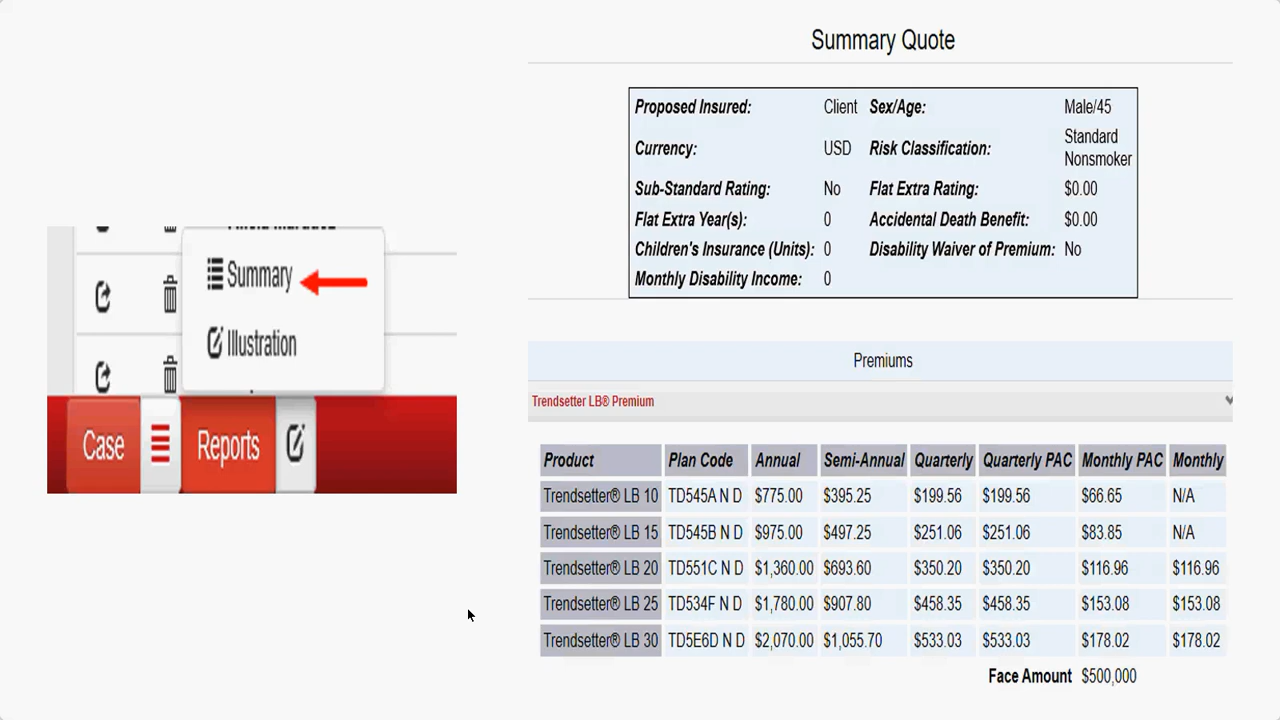 Summary
Illustration
Case
Reports
Summary Quote
Proposed Insured: Client Sex/Age: Male/45
Currency: USD Risk Classification: Standard Nonsmoker
Sub-Standard Rating: No Flat Extra Rating: $0.00
Flat Extra Year(s): 0 Accidental Death Benefit: $0.00
Children's Insurance (Units): 0 Disability Waiver of Premium: No
Monthly Disability Income: 0
Premiums
Trendsetter LB® Premium
Product Plan Code Annual Semi-Annual Quarterly Quarterly PAC Monthly PAC Monthly
Trendsetter® LB 10 TD545A N D $775.00 $395.25 $199.56 $199.56 $66.65 N/A
Trendsetter® LB 15 TD545B N D $975.00 $497.25 $251.06 $251.06 $83.85 N/A
Trendsetter® LB 20 TD551C N D $1,360.00 $693.60 $350.20 $350.20 $116.96 $116.96
Trendsetter® LB 25 TD534F N D $1,780.00 $907.80 $458.35 $458.35 $153.08 $153.08
Trendsetter® LB 30 TD5E6D N D $2,070.00 $1,055.70 $533.03 $533.03 $178.02 $178.02
Face Amount $500,000